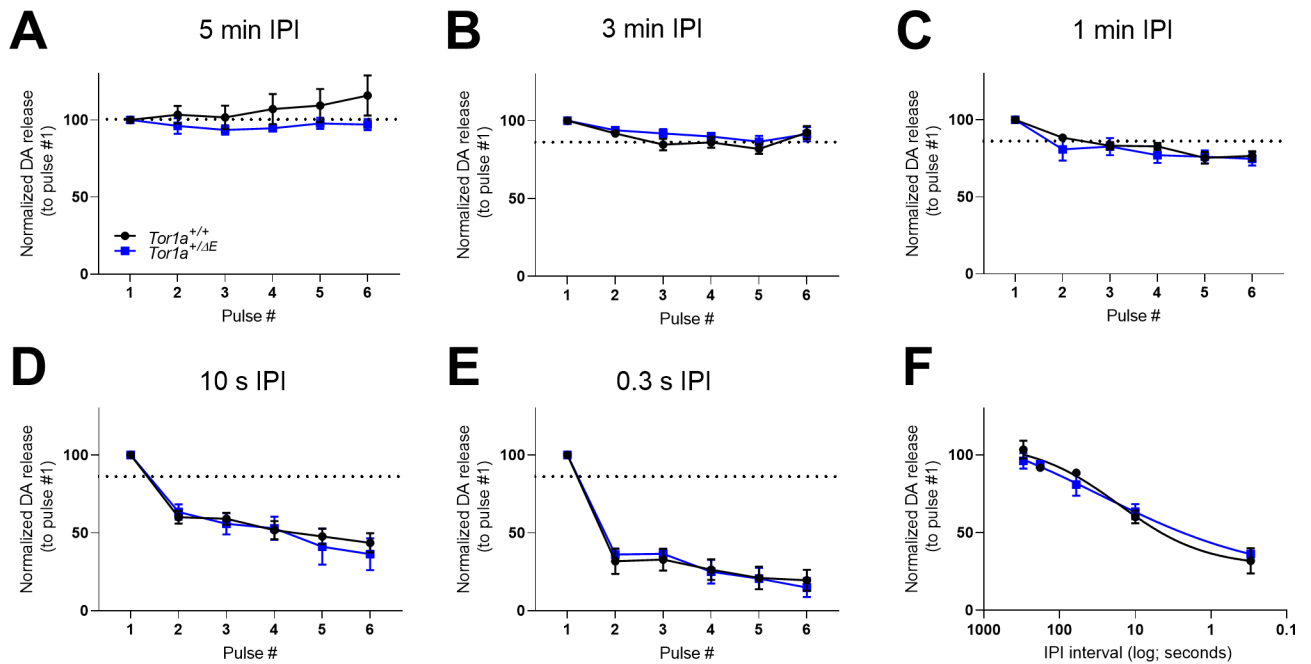 A
5 min IPI
Normalized DA release
(to pulse #1)
100
50
0
Tor1a+/+
Tor1a+/ΔE
1 2 3 4 5 6
Pulse #
B
3 min IPI
Normalized DA release
(to pulse #1)
100
50
0
1 2 3 4 5 6
Pulse #
C
1 min IPI
Normalized DA release
(to pulse #1)
100
50
0
1 2 3 4 5 6
Pulse #
D
10 s IPI
Normalized DA release
(to pulse #1)
100
50
0
1 2 3 4 5 6
Pulse #
E
0.3 s IPI
Normalized DA release
(to pulse #1)
100
50
0
1 2 3 4 5 6
Pulse #
F
Normalized DA release
(to pulse #1)
100
50
0
1000 100 10 1 0.1
IPI interval (log; seconds)